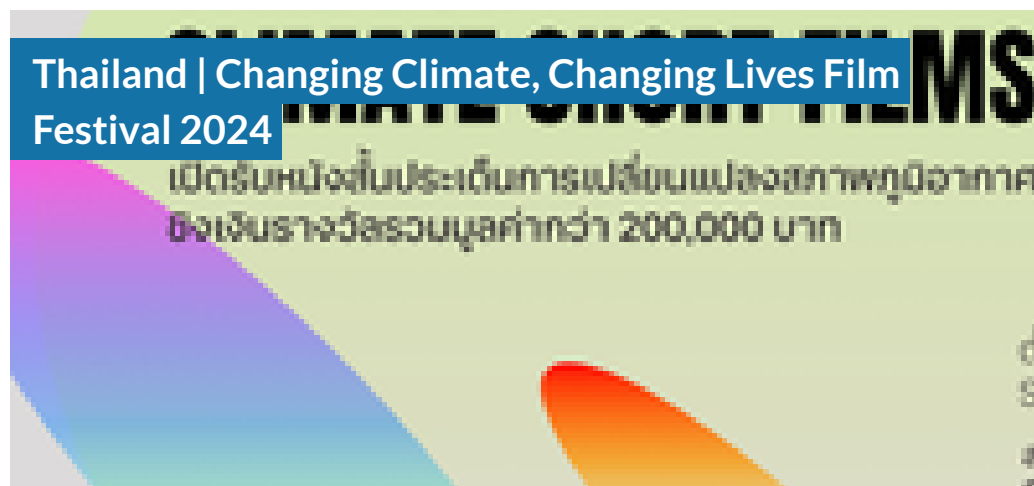 CLIMATE SHORT FILMS
Thailand | Changing Climate, Changing Lives Film
Festival 2024
เปิดรับหนังสั้นประเด็นการเปลี่ยนแปลงสภาพภูมิอากาศ
ชิงเงินรางวัลรวมมูลค่ากว่า 200,000 บาท